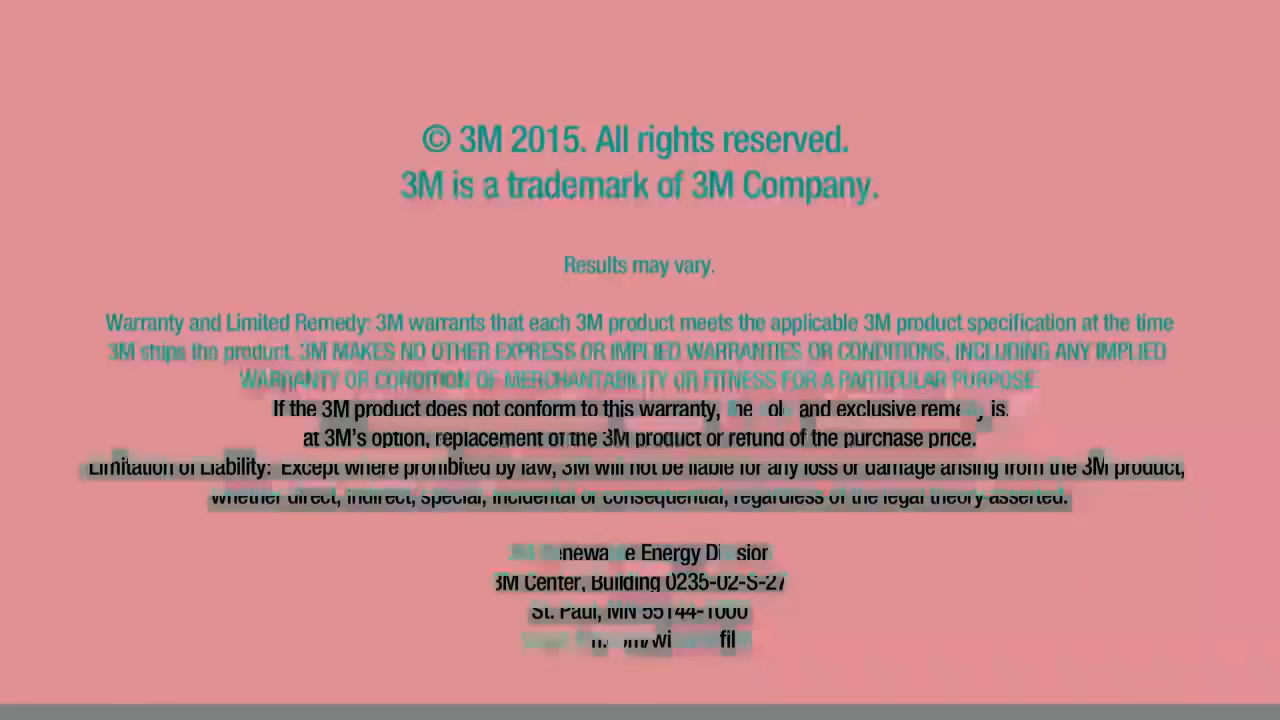 © 3M 2015. All rights reserved.
3M is a trademark of 3M Company.
Results may vary.
Warranty and Limited Remedy: 3M warrants that each 3M product meets the applicable 3M product specification at the time
3M ships the product. 3M MAKES NO OTHER EXPRESS OR IMPLIED WARRANTIES OR CONDITIONS, INCLUDING ANY IMPLIED
WARRANTY OR CONDITION OF MERCHANTABILITY OR FITNESS FOR A PARTICULAR PURPOSE.
If the 3M product does not conform to this warranty, and exclusive is.
at 3M's option, replacement of the 3M product or refund of the purchase price.
Limitation of Liability: Except where prohibited by law, 3M will not be liable for any loss or damage arising from the 3M product,
whether direct, indirect, special, incidental or consequential, regardless of the legal theory asserted.
Energy
3M Center, Building 0235-02-S-27
St. Paul, MN 55144-1000